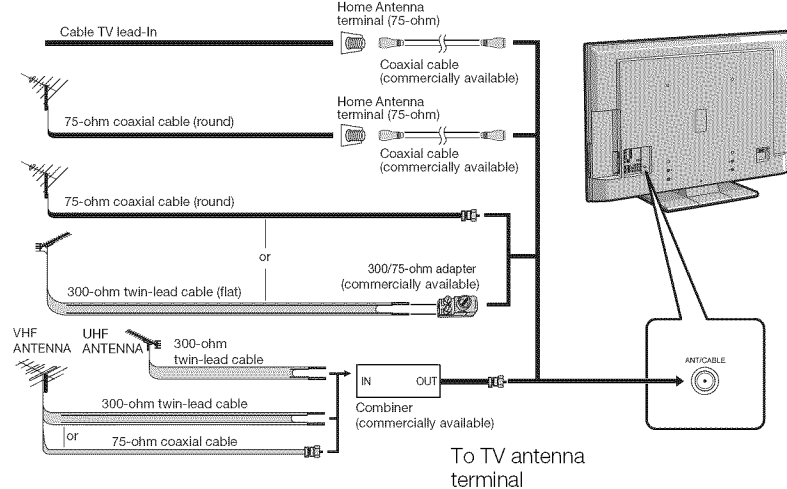 Home Antenna
terminal (75-ohm)
Cable TV lead-In
Coaxial cable
(commercially available)
Home Antenna
terminal (75-ohm)
75-ohm coaxial cable (round)
Coaxial cable
(commercially available)
75-ohm coaxial cable (round)
or
300/75-ohm adapter
(commercially available)
300-ohm twin-lead cable (flat)
VHF
ANTENNA
UHF
ANTENNA
300-ohm
twin-lead cable
IN OUT
ANT/CABLE
300-ohm twin-lead cable
Combiner
(commercially available)
or
75-ohm coaxial cable
To TV antenna
terminal